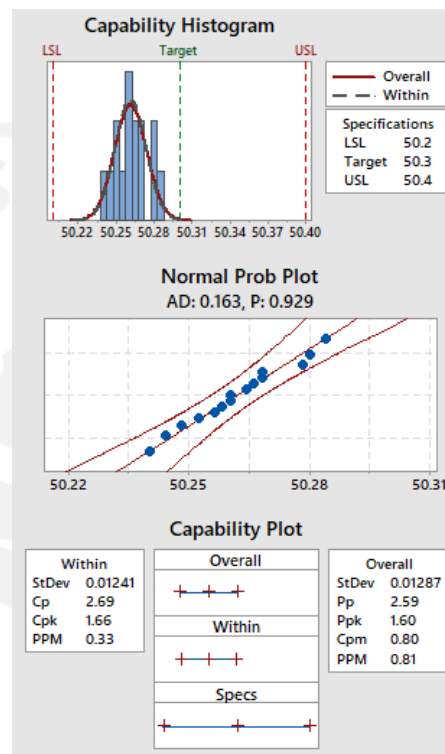 Capability Histogram
LSL Target USL
Overall
Within
Specifications
LSL 50.2
Target 50.3
USL 50.4
50.22 50.25 50.28 50.31 50.34 50.37 50.40
Normal Prob Plot
AD: 0.163, P: 0.929
50.22 50.25 50.28 50.31
Capability Plot
Within
StDev 0.01241
Cp 2.69
Cpk 1.66
PPM 0.33
Overall
Within
Specs
Overall
StDev 0.01287
Pp 2.59
Ppk 1.60
Cpm 0.80
PPM 0.81